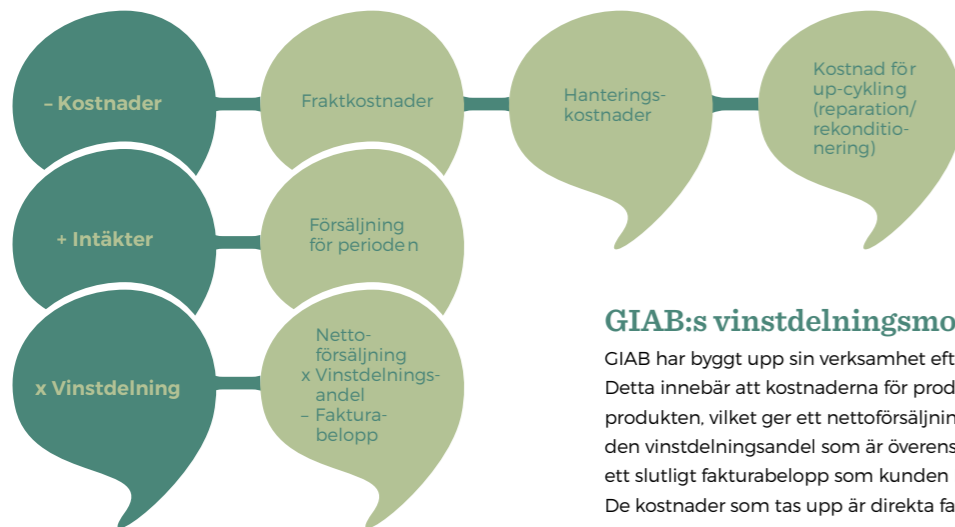 – Kostnader
Fraktkostnader
Hanterings-
kostnader
Kostnad för
up-cykling
(reparation/
rekonditio-
nering)
+ Intäkter
Försäljning
för perioden
x Vinstdelning
Netto-
försäljning
x Vinstdelnings-
andel
– Faktura-
belopp
GIAB:s vinstdelningsmo
GIAB har byggt upp sin verksamhet eft
Detta innebär att kostnaderna för prod
produkten, vilket ger ett nettoförsäljnin
den vinstdelningsandel som är överens
ett slutligt fakturabelopp som kunden
De kostnader som tas upp är direkta fa